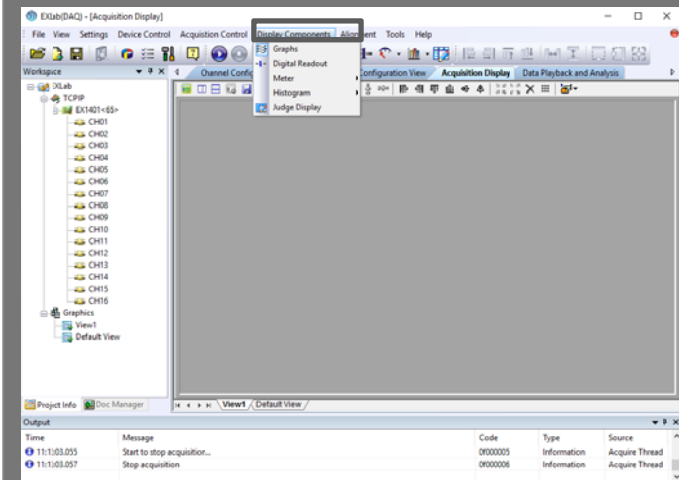 EXlab(DAQ) - [Acquisition Display]
File View Settings Device Control Acquistion Control Display Components Alignment Tools Help
Workspace
Channel
Configuration View Acquisition Display Data Playback and Analysis
Graphs
Digital Readout
Meter
Histogram
Judge Display
DXLab
TCPIP
EX1401<65>
CH01
CH02
CH03
CH04
CH05
CH06
CH07
CH08
CH09
CH10
CH11
CH12
CH13
CH14
CH15
CH16
Graphics
View1
Default View
Project Info Doc Manager
View1 Default View
Output
Time Message Code Type Source
11:1):03.055 Start to stop acquisition... 0f000005 Information Acquire Thread
11:1):03.057 Stop acquisition 0f000006 Information Acquire Thread